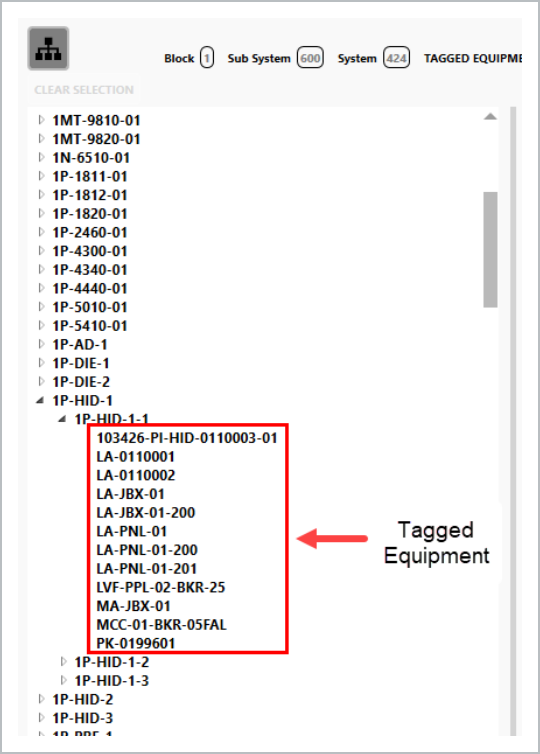 Block 1 Sub System 600 System 424 TAGGED EQUIPME
CLEAR SELECTION
1MT-9810-01
1MT-9820-01
1N-6510-01
1P-1811-01
1P-1812-01
1P-1820-01
1P-2460-01
1P-4300-01
1P-4340-01
1P-4440-01
1P-5010-01
1P-5410-01
1P-AD-1
1P-DIE-1
1P-DIE-2
1P-HID-1
1P-HID-1-1
103426-PI-HID-0110003-01
LA-0110001
LA-0110002
LA-JBX-01
LA-JBX-01-200
LA-PNL-01
LA-PNL-01-200
LA-PNL-01-201
LVF-PPL-02-BKR-25
MA-JBX-01
MCC-01-BKR-05FAL
PK-0199601
Tagged
Equipment
1P-HID-1-2
1P-HID-1-3
1P-HID-2
1P-HID-3